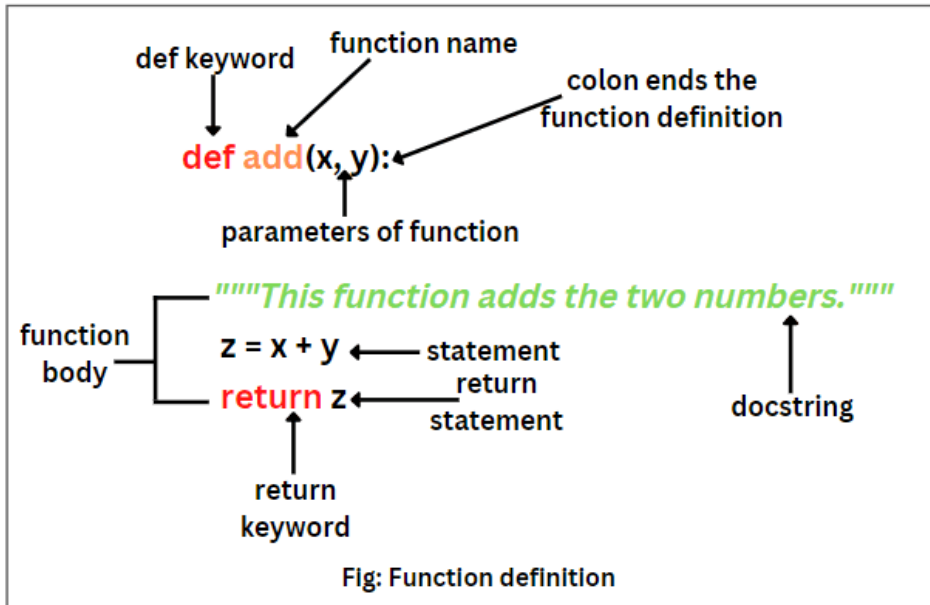 function name
def keyword
colon ends the
function definition
def add(x, y):
parameters of function
"""This function adds the two numbers."""
function
body
z = x + y
statement
return z
return
statement
docstring
return
keyword
Fig: Function definition